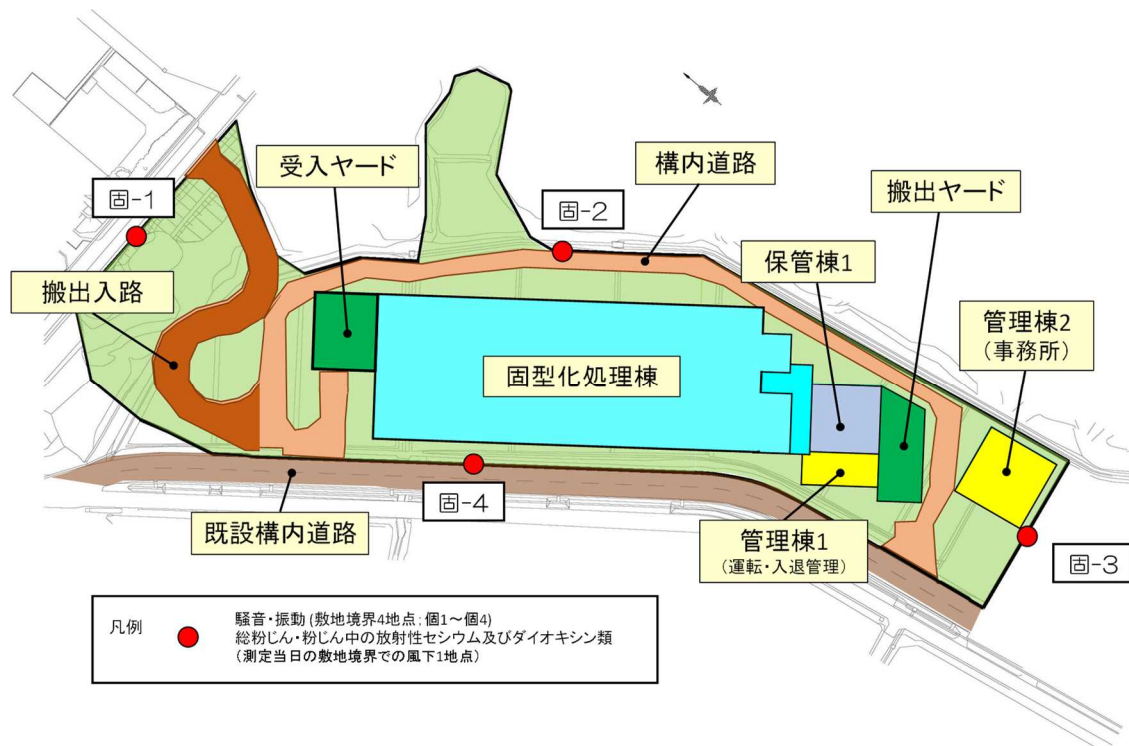 受入ヤード
構内道路
搬出ヤード
固-1
固-2
保管棟1
搬出入路
管理棟2
（事務所）
固型化処理棟
固-4
既設構内道路
管理棟1
（運転・入退管理）
固-3
凡例
騒音・振動 (敷地境界4地点; 個1～個4)
総粉じん・粉じん中の放射性セシウム及びダイオキシン類
（測定当日の敷地境界での風下1地点）